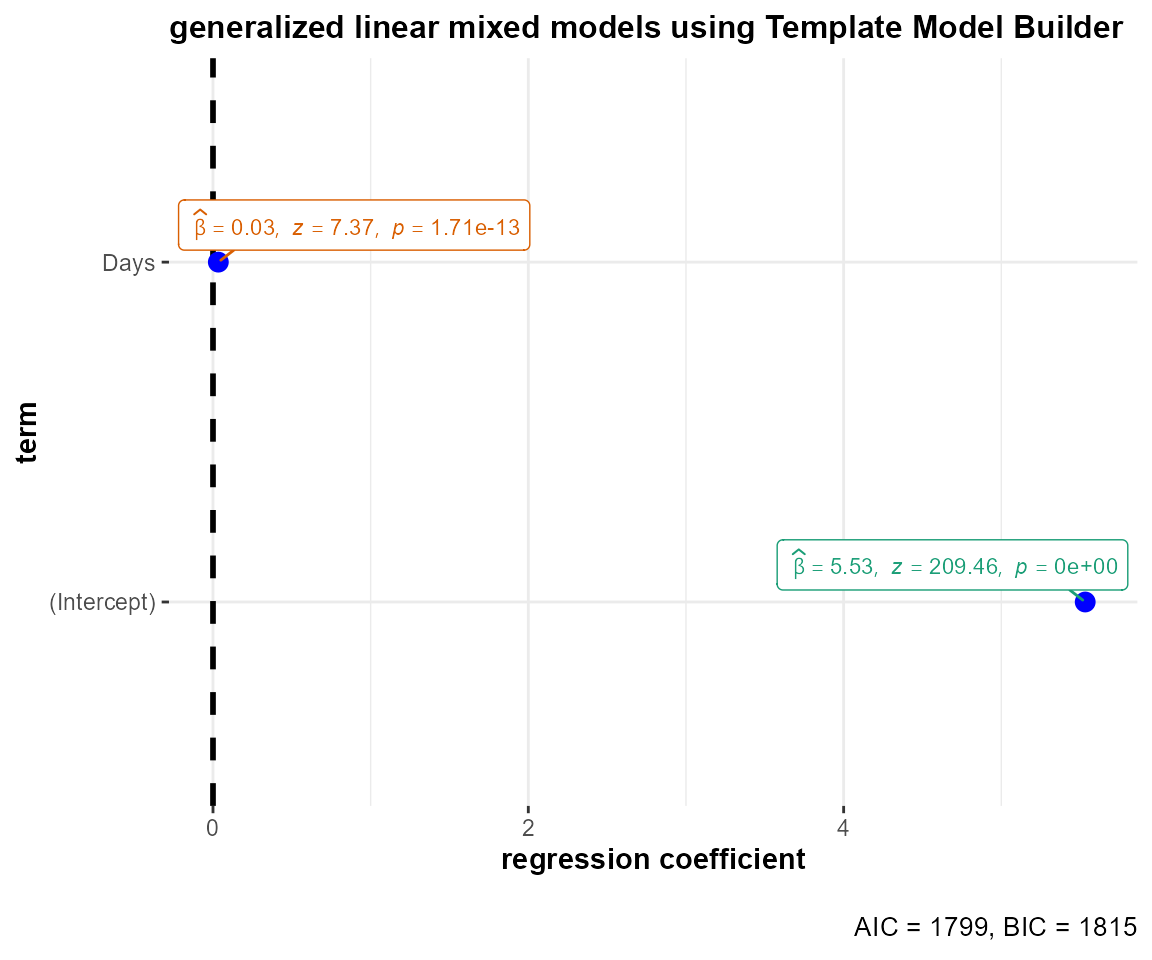 generalized linear mixed models using Template Model Builder
β̂ = 0.03, z = 7.37, p = 1.71e-13
Days
term
β̂ = 5.53, z = 209.46, p = 0e+00
(Intercept)
0 2 4
regression coefficient
AIC = 1799, BIC = 1815